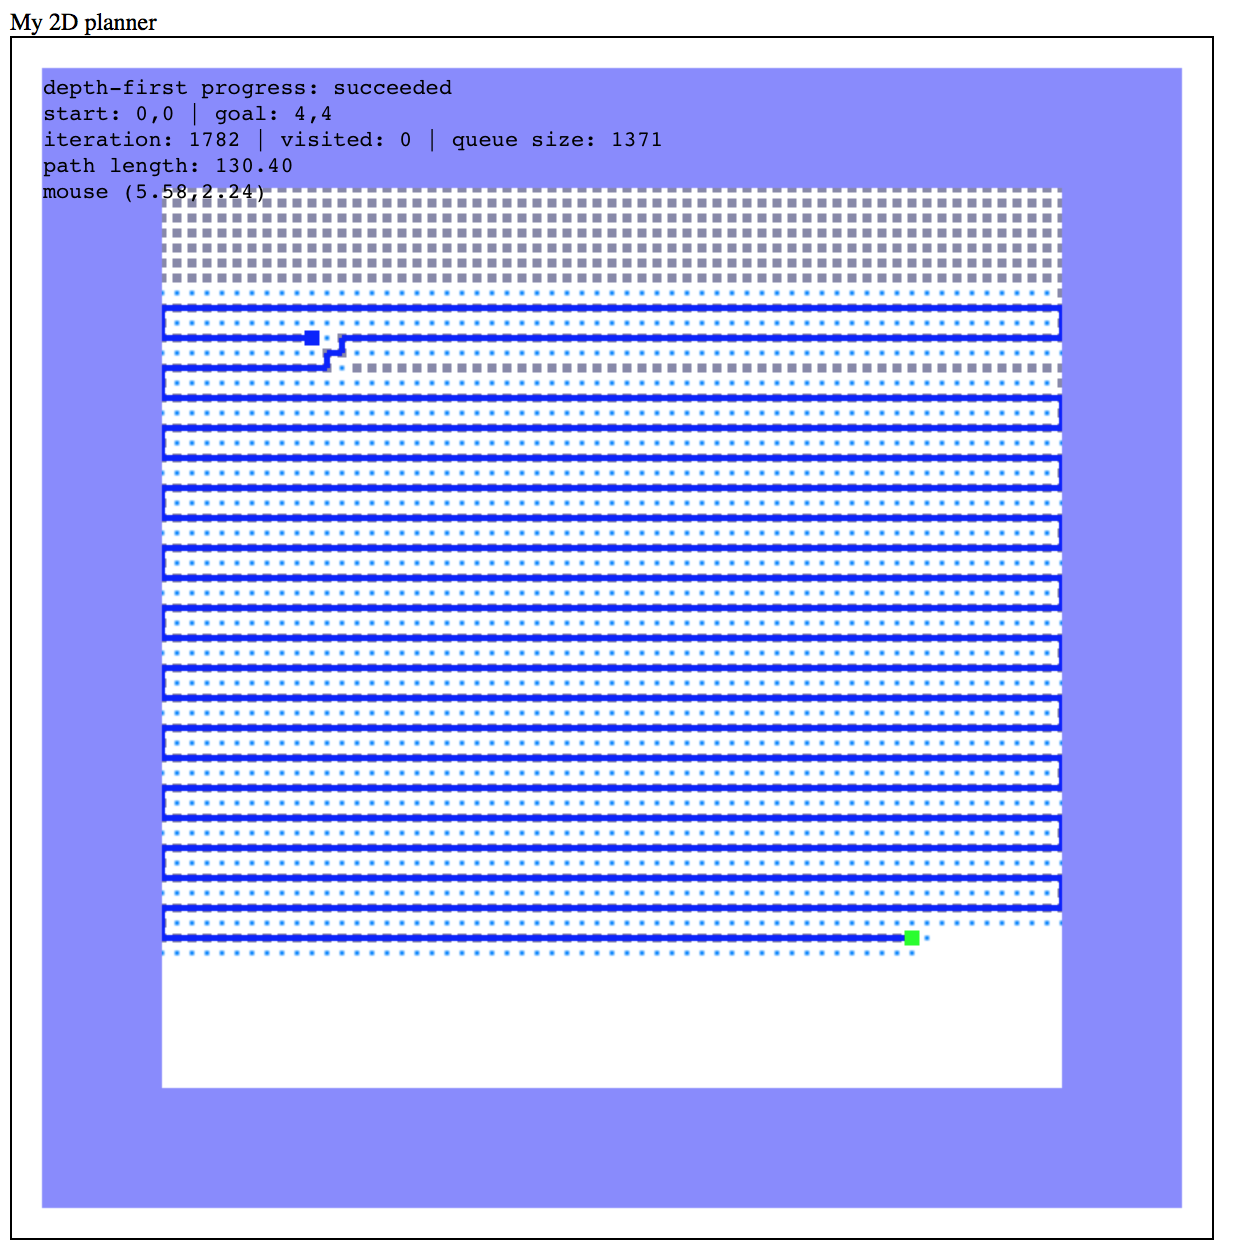 My 2D planner
depth-first progress: succeeded
start: 0,0 | goal: 4,4
iteration: 1782 | visited: 0 | queue size: 1371
path length: 130.40
mouse (5.58,2.24)